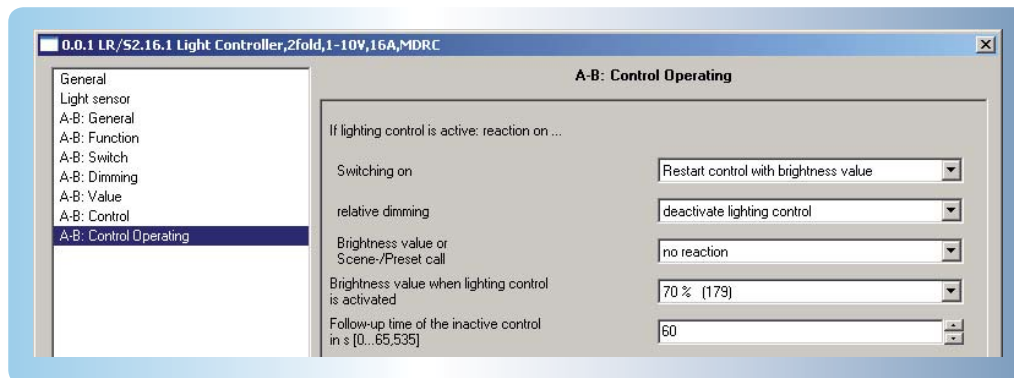 0.0.1 LR/S2.16.1 Light Controller,2fold,1-10V,16A,MDRC
General
Light sensor
A-B: General
A-B: Function
A-B: Switch
A-B: Dimming
A-B: Value
A-B: Control
A-B: Control Operating
A-B: Control Operating
If lighting control is active: reaction on ...
Switching on
Restart control with brightness value
relative dimming
deactivate lighting control
Brightness value or
Scene-/Preset call
no reaction
Brightness value when lighting control
is activated
70 % (179)
Follow-up time of the inactive control
in s [0...65,535]
60